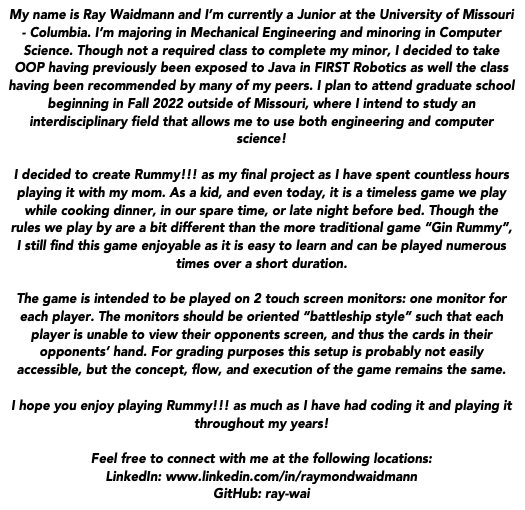 My name is Ray Waidmann and I'm currently a Junior at the University of Missouri
- Columbia. I'm majoring in Mechanical Engineering and minoring in Computer
Science. Though not a required class to complete my minor, I decided to take
OOP having previously been exposed to Java in FIRST Robotics as well the class
having been recommended by many of my peers. I plan to attend graduate school
beginning in Fall 2022 outside of Missouri, where I intend to study an
interdisciplinary field that allows me to use both engineering and computer
science!
I decided to create Rummy!!! as my final project as I have spent countless hours
playing it with my mom. As a kid, and even today, it is a timeless game we play
while cooking dinner, in our spare time, or late night before bed. Though the
rules we play by are a bit different than the more traditional game “Gin Rummy”,
I still find this game enjoyable as it is easy to learn and can be played numerous
times over a short duration.
The game is intended to be played on 2 touch screen monitors: one monitor for
each player. The monitors should be oriented “battleship style” such that each
player is unable to view their opponents screen, and thus the cards in their
opponents’ hand. For grading purposes this setup is probably not easily
accessible, but the concept, flow, and execution of the game remains the same.
I hope you enjoy playing Rummy!!! as much as I have had coding it and playing it
throughout my years!
Feel free to connect with me at the following locations:
LinkedIn: www.linkedin.com/in/raymondwaidmann
GitHub: ray-wai